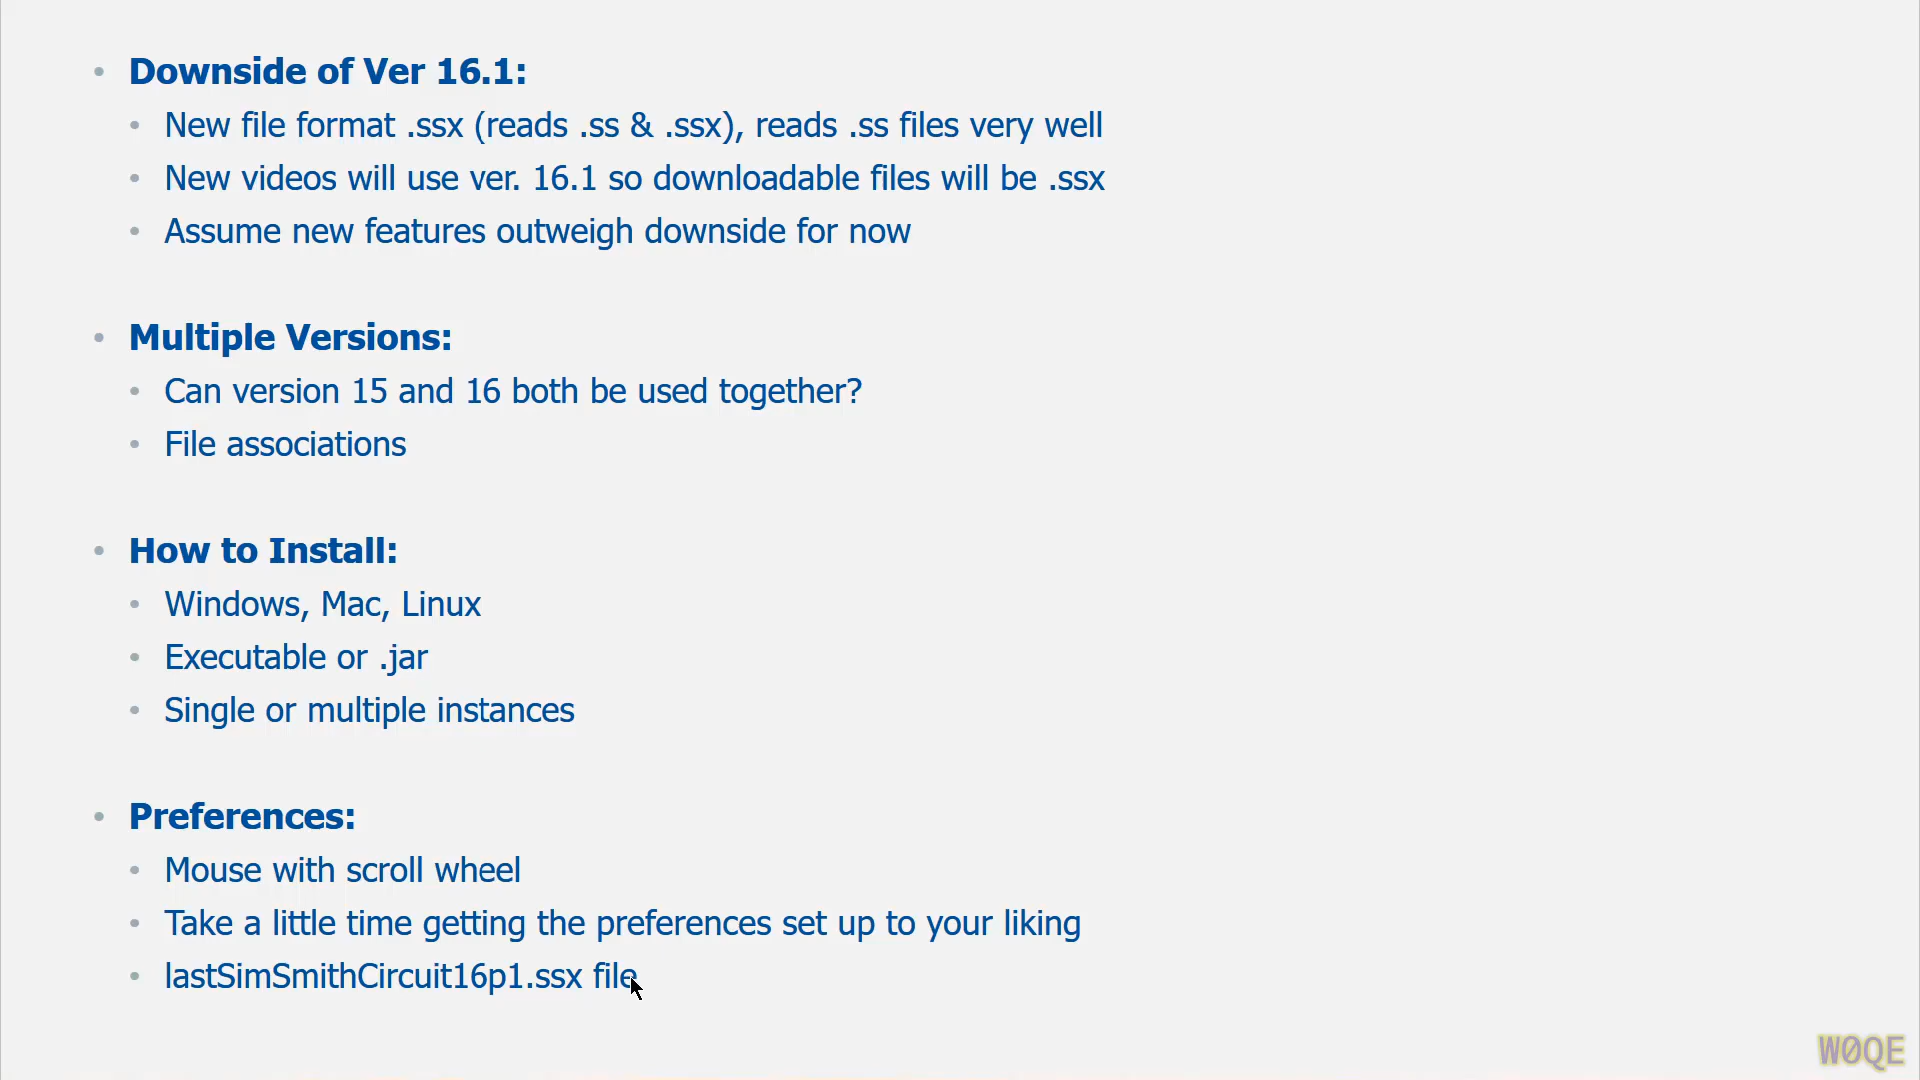 Downside of Ver 16.1:
New file format .ssx (reads .ss & .ssx), reads .ss files very well
New videos will use ver. 16.1 so downloadable files will be .ssx
Assume new features outweigh downside for now
Multiple Versions:
Can version 15 and 16 both be used together?
File associations
How to Install:
Windows, Mac, Linux
Executable or .jar
Single or multiple instances
Preferences:
Mouse with scroll wheel
Take a little time getting the preferences set up to your liking
lastSimSmithCircuit16p1.ssx file
W0QE